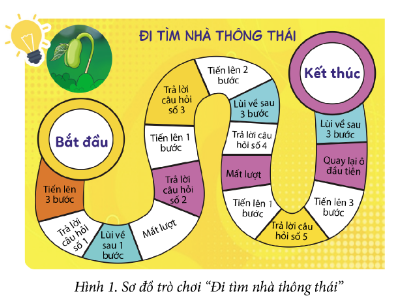 ĐI TÌM NHÀ THÔNG THÁI
Bắt đầu
Tiến lên
3 bước
Trả lời
câu hỏi
số 1
Lùi về
sau 1
bước
Mất lượt
Trả lời
câu hỏi
số 2
Tiến lên 1
bước
Trả lời
câu hỏi
số 3
Tiến lên 2
bước
Lùi về sau
3 bước
Trả lời câu
hỏi số 4
Mất lượt
Tiến lên 1
bước
Trả lời
câu hỏi số 5
Tiến lên 3
bước
Quay lại ô
đầu tiên
Lùi về sau
3 bước
Kết thúc
Hình 1. Sơ đồ trò chơi “Đi tìm nhà thông thái”